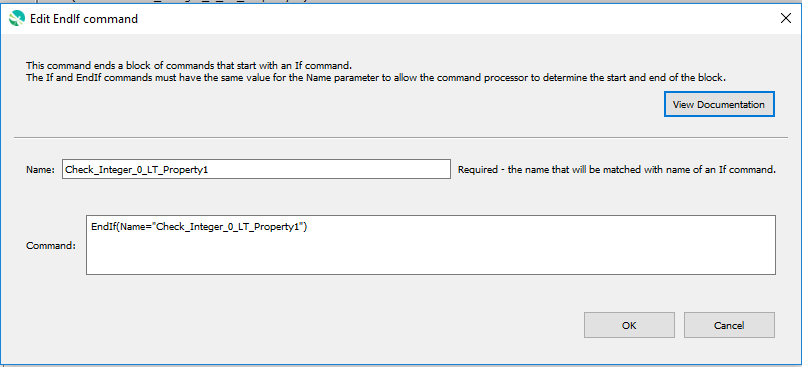 Edit EndIf command
This command ends a block of commands that start with an If command.
The If and EndIf commands must have the same value for the Name parameter to allow the command processor to determine the start and end of the block.
View Documentation
Name: Check_Integer_0_LT_Property1 Required - the name that will be matched with name of an If command.
EndIf(Name="Check_Integer_0_LT_Property1")
Command:
OK Cancel